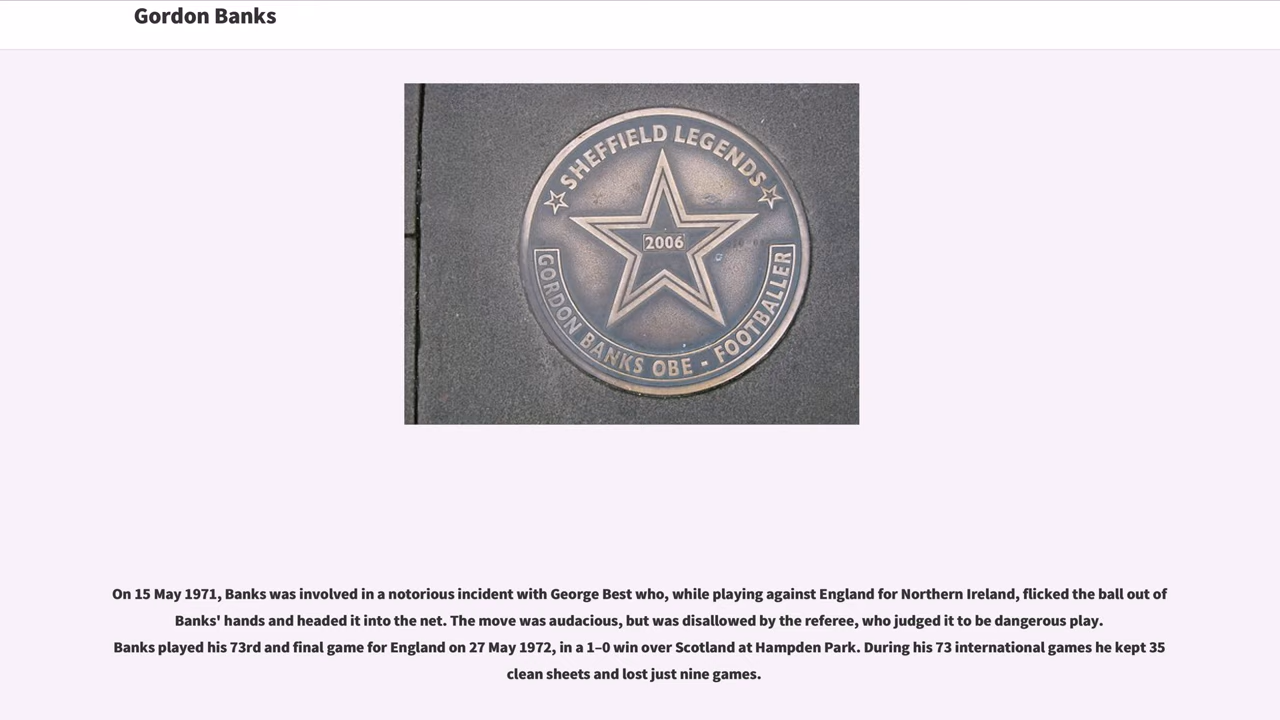 Gordon Banks
SHEFFIELD LEGENDS
2006
GORDON BANKS OBE - FOOTBALLER
On 15 May 1971, Banks was involved in a notorious incident with George Best who, while playing against England for Northern Ireland, flicked the ball out of
Banks' hands and headed it into the net. The move was audacious, but was disallowed by the referee, who judged it to be dangerous play.
Banks played his 73rd and final game for England on 27 May 1972, in a 1–0 win over Scotland at Hampden Park. During his 73 international games he kept 35
clean sheets and lost just nine games.